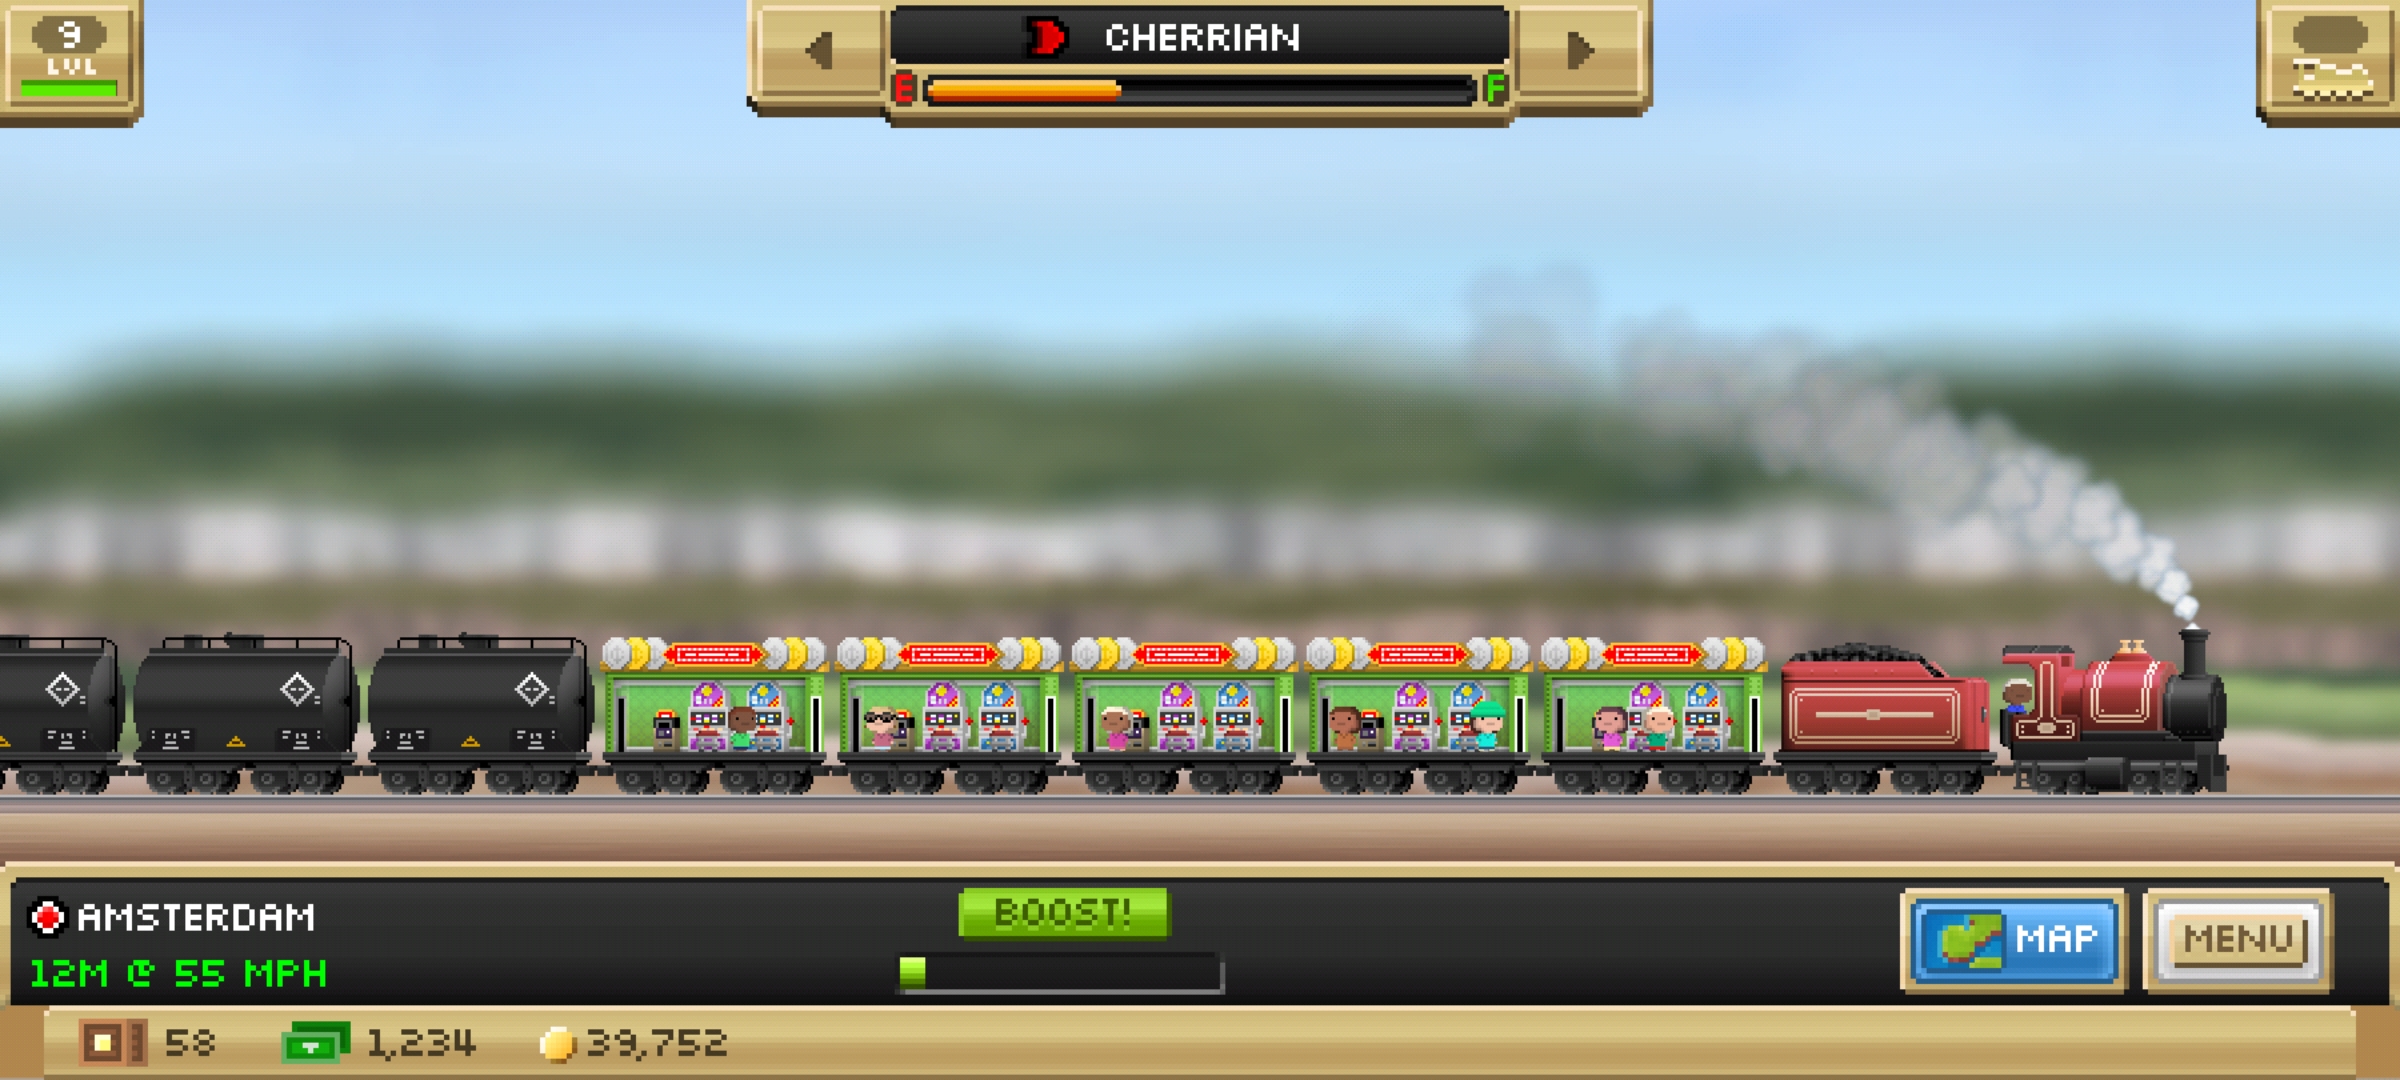 9
LVL
CHERRIAN
E F
AMSTERDAM
12M @ 55 MPH
BOOST!
MAP
MENU
58
1,234
39,752